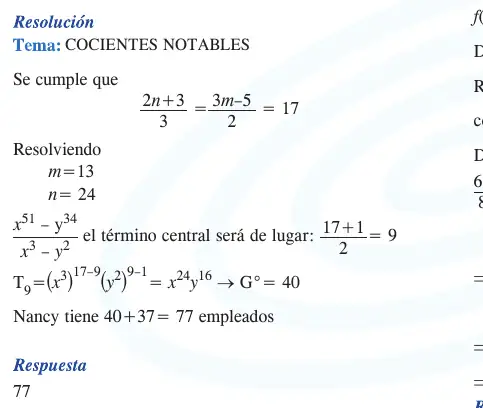 Resolución
Tema: COCIENTES NOTABLES
Se cumple que
(2n+3)/3 = (3m–5)/2 = 17
Resolviendo
m=13
n= 24
(x^51 – y^34)/(x^3 – y^2) el término central será de lugar: (17+1)/2 = 9
T_9=(x^3)^17–9(y^2)^9–1= x^24y^16 → G°= 40
Nancy tiene 40+37= 77 empleados
Respuesta
77